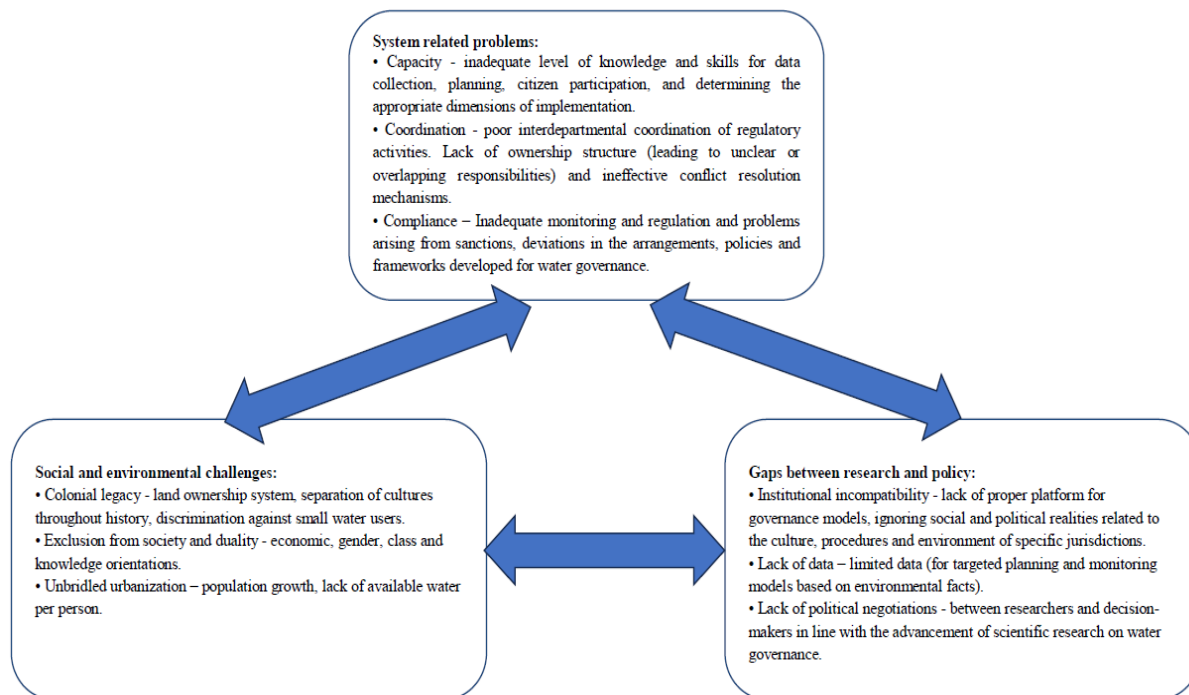 System related problems:
• Capacity - inadequate level of knowledge and skills for data
collection, planning, citizen participation, and determining the
appropriate dimensions of implementation.
• Coordination - poor interdepartmental coordination of regulatory
activities. Lack of ownership structure (leading to unclear or
overlapping responsibilities) and ineffective conflict resolution
mechanisms.
• Compliance – Inadequate monitoring and regulation and problems
arising from sanctions, deviations in the arrangements, policies and
frameworks developed for water governance.
Social and environmental challenges:
• Colonial legacy - land ownership system, separation of cultures
throughout history, discrimination against small water users.
• Exclusion from society and duality - economic, gender, class and
knowledge orientations.
• Unbridled urbanization – population growth, lack of available water
per person.
Gaps between research and policy:
• Institutional incompatibility - lack of proper platform for
governance models, ignoring social and political realities related to
the culture, procedures and environment of specific jurisdictions.
• Lack of data – limited data (for targeted planning and monitoring
models based on environmental facts).
• Lack of political negotiations - between researchers and decision-
makers in line with the advancement of scientific research on water
governance.